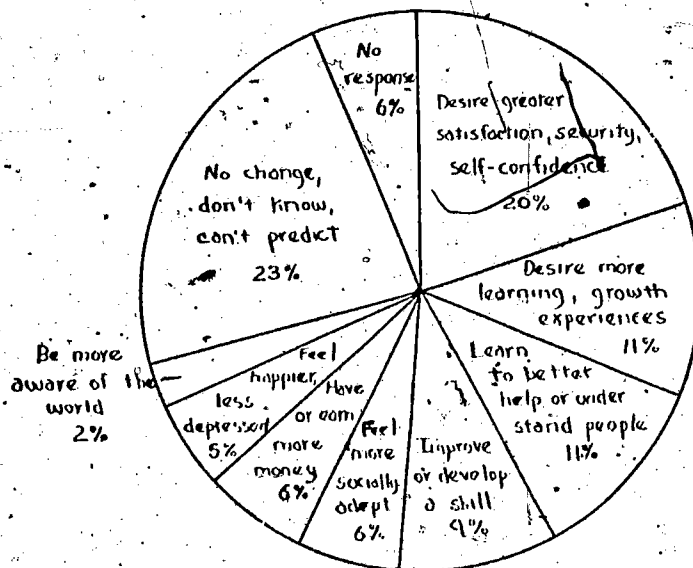 No
response
6%
Desire greater
satisfaction, security,
self-confidence
20%
Desire more
learning, growth
experiences
11%
Learn
to better
help or under
stand people
11%
Improve
or develop
a skill
9%
Feel
more
socially
adept
6%
Have
or earn
more
money
6%
Feel
happier,
less
depressed
5%
Be more
aware of the
world
2%
No change,
don't know,
can't predict
23%